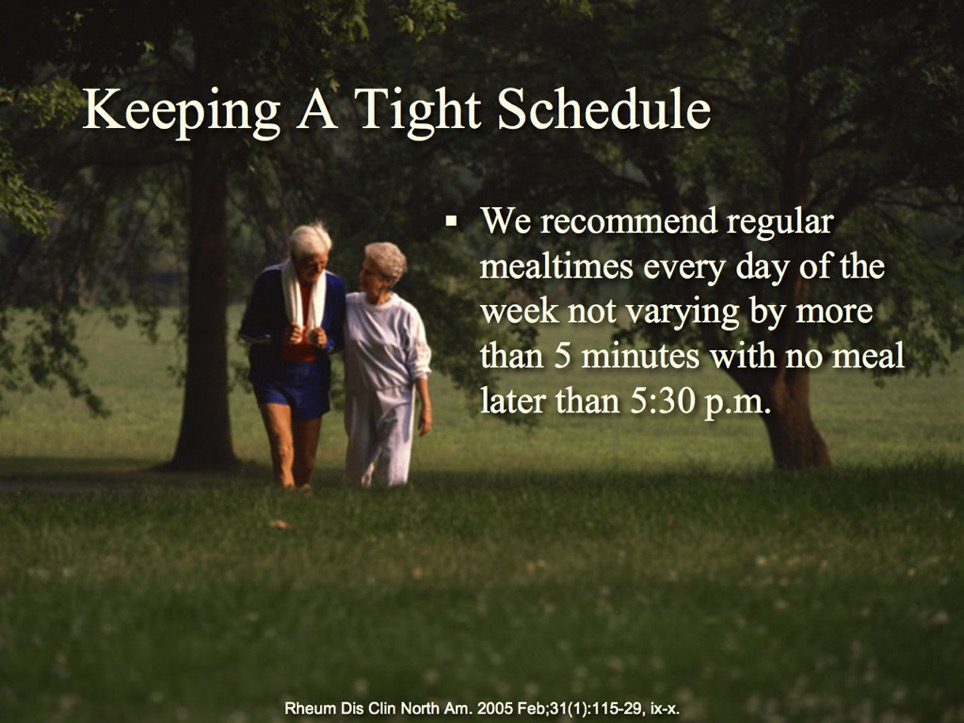 Keeping A Tight Schedule
▪ We recommend regular
mealtimes every day of the
week not varying by more
than 5 minutes with no meal
later than 5:30 p.m.
Rheum Dis Clin North Am. 2005 Feb;31(1):115-29, ix-x.